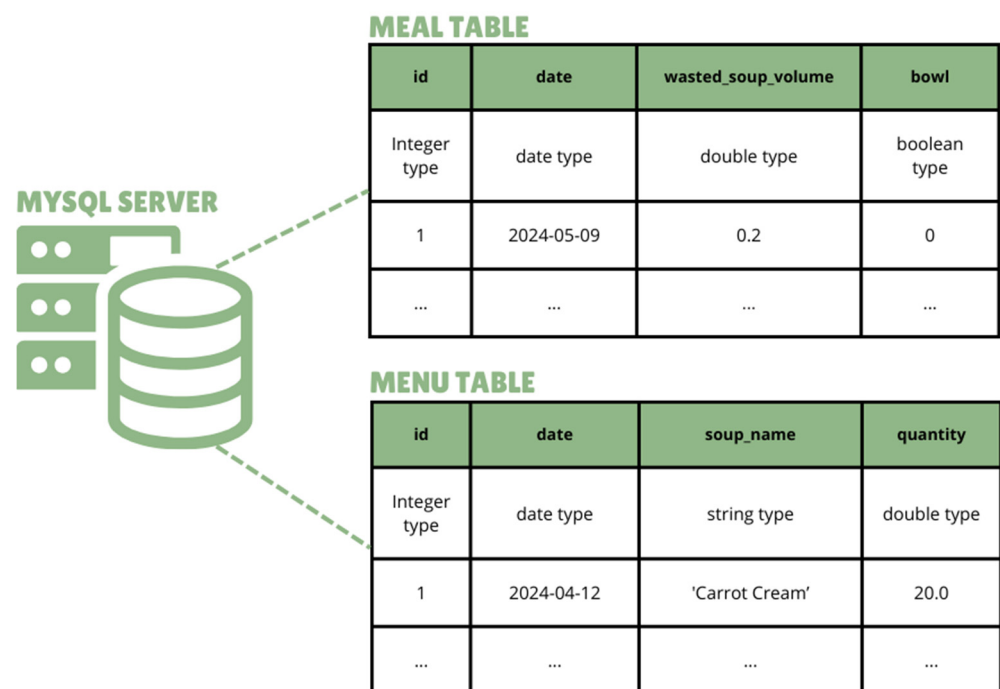 MEAL TABLE
id date wasted_soup_volume bowl
Integer type date type double type boolean type
1 2024-05-09 0.2 0
... ... ... ...
MYSQL SERVER
MENU TABLE
id date soup_name quantity
Integer type date type string type double type
1 2024-04-12 'Carrot Cream’ 20.0
... ... ... ...